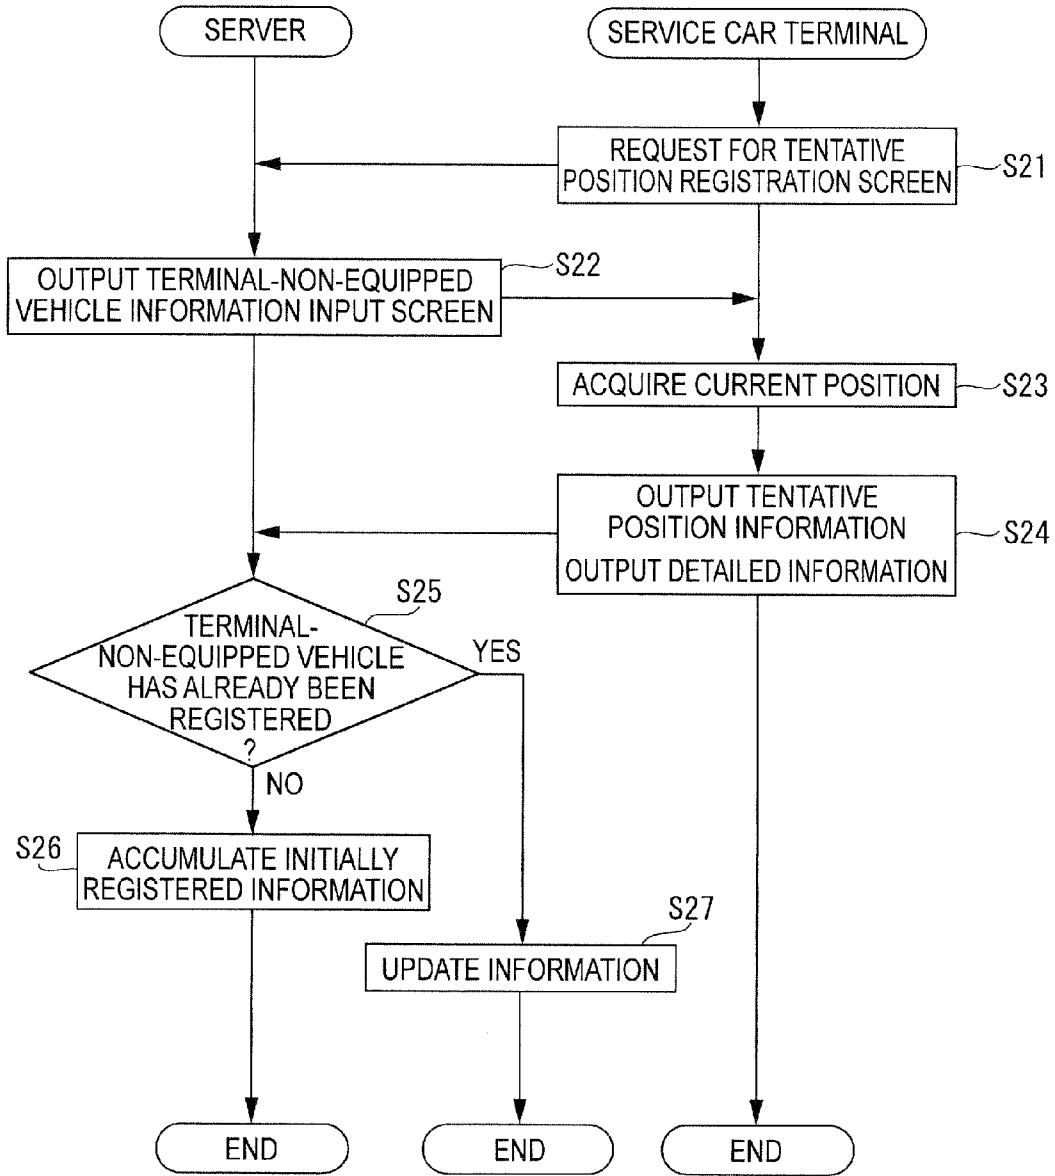 SERVER
SERVICE CAR TERMINAL
REQUEST FOR TENTATIVE
POSITION REGISTRATION SCREEN
S21
OUTPUT TERMINAL-NON-EQUIPPED
VEHICLE INFORMATION INPUT SCREEN
S22
ACQUIRE CURRENT POSITION
S23
OUTPUT TENTATIVE
POSITION INFORMATION
OUTPUT DETAILED INFORMATION
S24
S25
TERMINAL-
NON-EQUIPPED VEHICLE
HAS ALREADY BEEN
REGISTERED
?
YES
NO
S26
ACCUMULATE INITIALLY
REGISTERED INFORMATION
S27
UPDATE INFORMATION
END
END
END